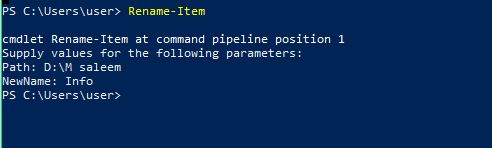 PS C:\Users\user> Rename-Item
cmdlet Rename-Item at command pipeline position 1
Supply values for the following parameters:
Path: D:\M saleem
NewName: Info
PS C:\Users\user>